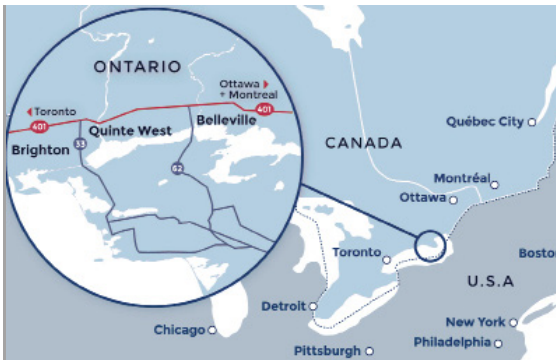 ONTARIO
Ottawa
+ Montreal
Toronto
401
401
Quinte West
Belleville
Brighton
33
62
CANADA
Québec City
Montréal
Ottawa
Toronto
Boston
U.S.A
Detroit
New York
Chicago
Philadelphia
Pittsburgh